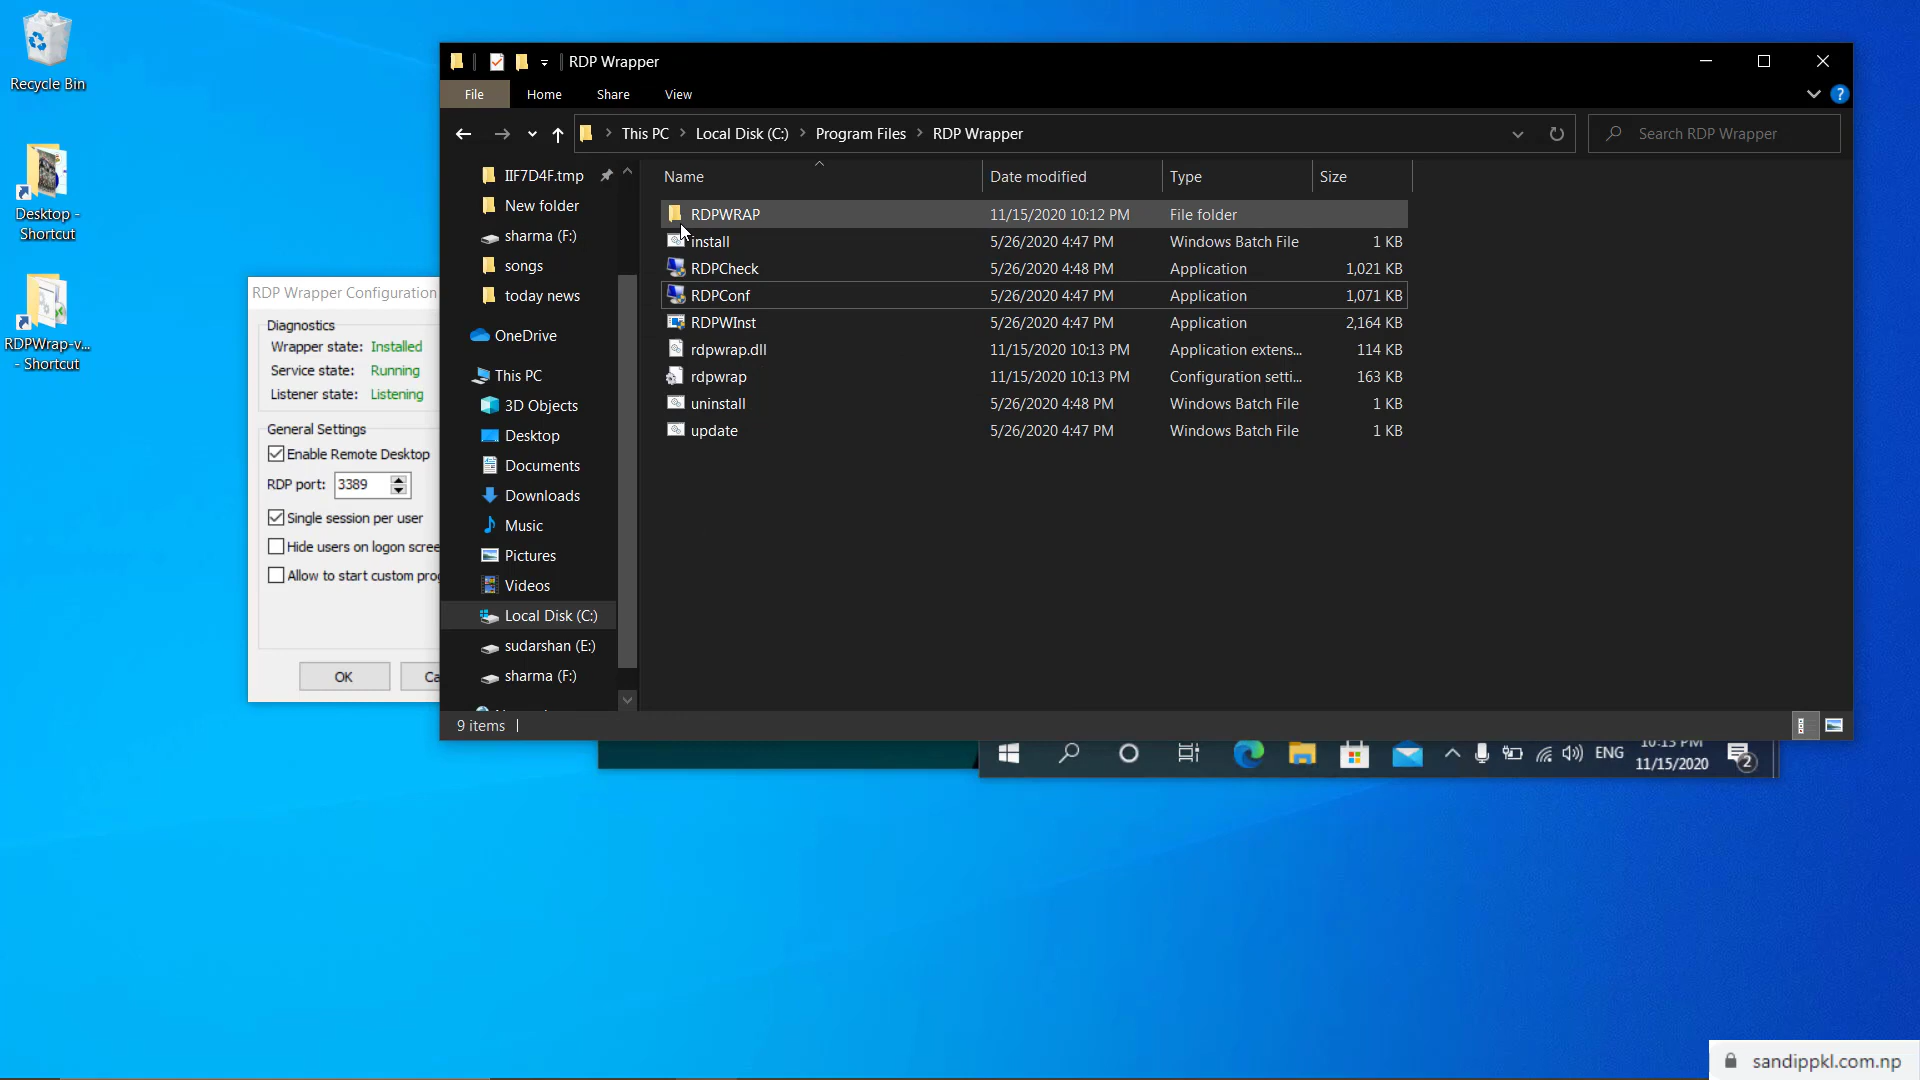 Recycle Bin
Desktop -
Shortcut
RDPWrap-v...
- Shortcut
RDP Wrapper Configuration
Diagnostics
Wrapper state: Installed
Service state: Running
Listener state: Listening
General Settings
Enable Remote Desktop
RDP port: 3389
Single session per user
Hide users on logon scree
Allow to start custom prog
OK
Ca
RDP Wrapper
File Home Share View
This PC Local Disk (C:) Program Files RDP Wrapper
Search RDP Wrapper
IIF7D4F.tmp
New folder
sharma (F:)
songs
today news
OneDrive
This PC
3D Objects
Desktop
Documents
Downloads
Music
Pictures
Videos
Local Disk (C:)
sudarshan (E:)
sharma (F:)
Name Date modified Type Size
RDPWRAP 11/15/2020 10:12 PM File folder
install 5/26/2020 4:47 PM Windows Batch File 1 KB
RDPCheck 5/26/2020 4:48 PM Application 1,021 KB
RDPConf 5/26/2020 4:47 PM Application 1,071 KB
RDPWInst 5/26/2020 4:47 PM Application 2,164 KB
rdpwrap.dll 11/15/2020 10:13 PM Application extens... 114 KB
rdpwrap 11/15/2020 10:13 PM Configuration setti... 163 KB
uninstall 5/26/2020 4:48 PM Windows Batch File 1 KB
update 5/26/2020 4:47 PM Windows Batch File 1 KB
9 items
ENG
10:13 PM
11/15/2020
2
sandippkl.com.np